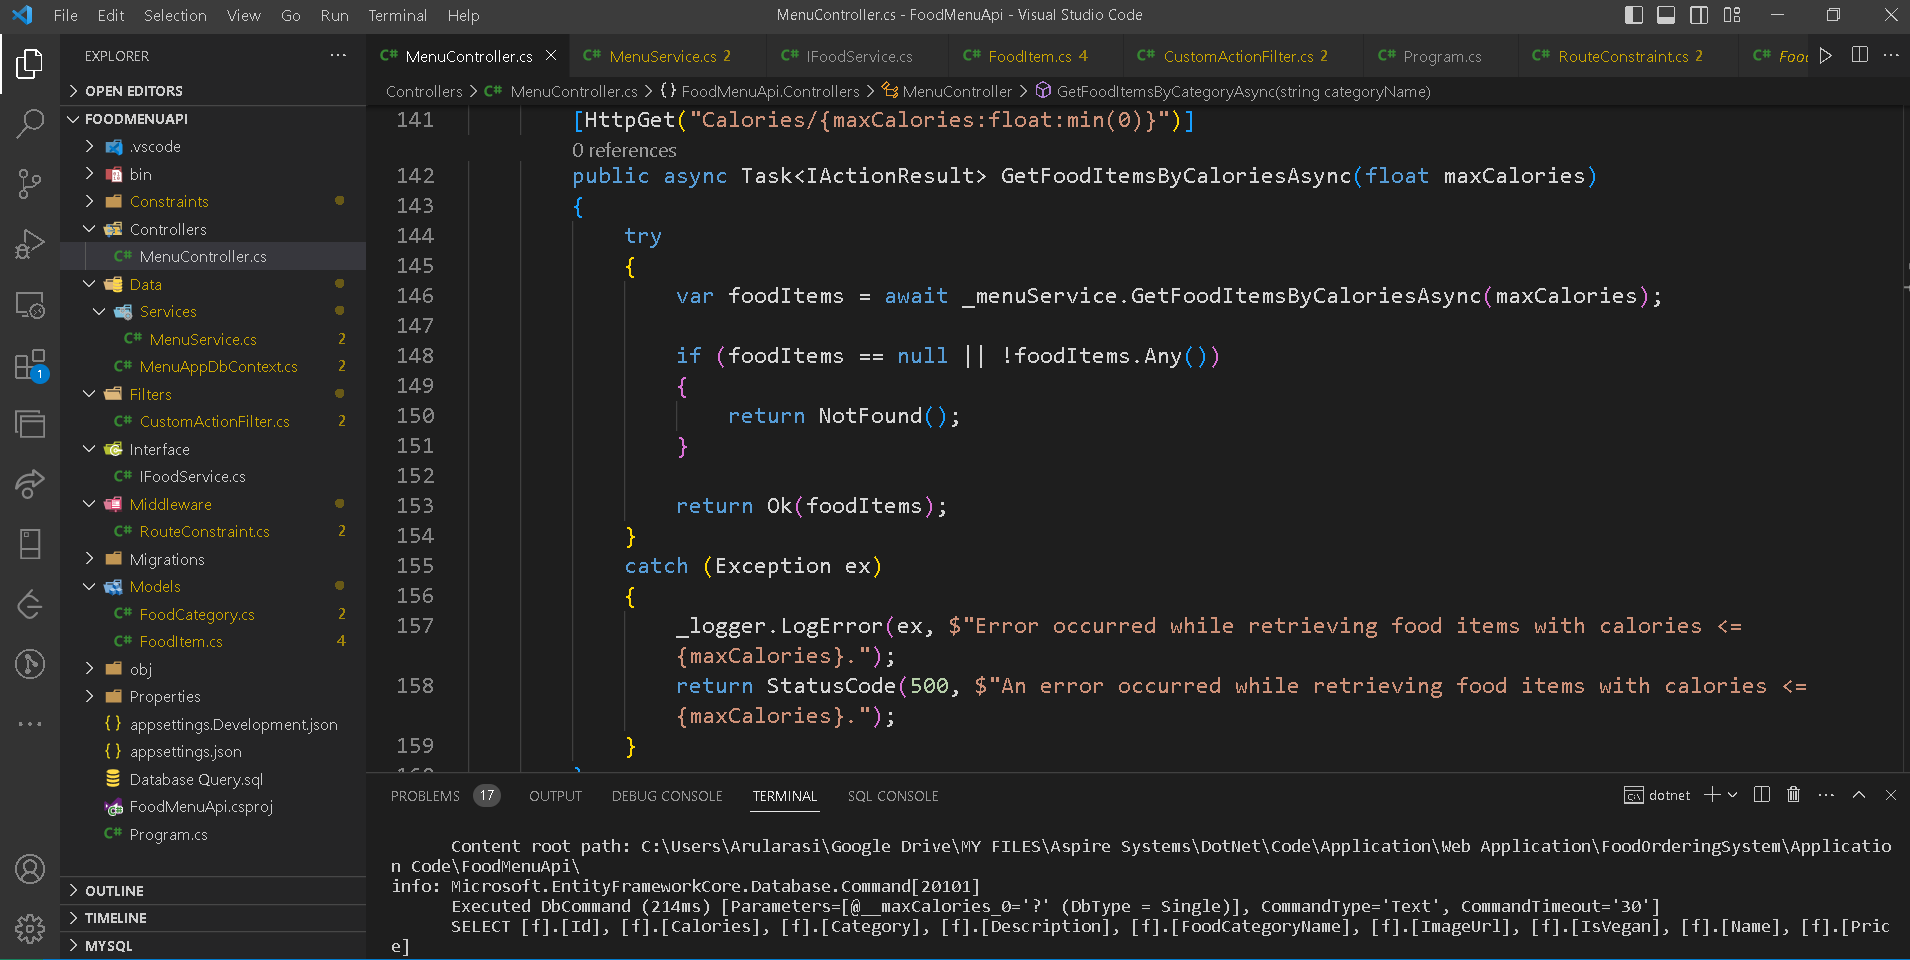 File Edit Selection View Go Run Terminal Help
MenuController.cs - FoodMenuApi - Visual Studio Code
EXPLORER
OPEN EDITORS
FOODMENUAPI
.vscode
bin
Constraints
Controllers
C# MenuController.cs
Data
Services
C# MenuService.cs 2
C# MenuAppDbContext.cs 2
Filters
C# CustomActionFilter.cs 2
Interface
C# IFoodService.cs
Middleware
C# RouteConstraint.cs 2
Migrations
Models
C# FoodCategory.cs 2
C# FoodItem.cs 4
obj
Properties
{} appsettings.Development.json
{} appsettings.json
Database Query.sql
FoodMenuApi.csproj
C# Program.cs
OUTLINE
TIMELINE
MYSQL
1
C# MenuController.cs C# MenuService.cs 2 C# IFoodService.cs C# FoodItem.cs 4 C# CustomActionFilter.cs 2 C# Program.cs C# RouteConstraint.cs 2 C# Food
Controllers > C# MenuController.cs > {} FoodMenuApi.Controllers > MenuController > GetFoodItemsByCategoryAsync(string categoryName)
141 [HttpGet("Calories/{maxCalories:float:min(0)}")]
0 references
142 public async Task<IActionResult> GetFoodItemsByCaloriesAsync(float maxCalories)
143 {
144 try
145 {
146 var foodItems = await _menuService.GetFoodItemsByCaloriesAsync(maxCalories);
147
148 if (foodItems == null || !foodItems.Any())
149 {
150 return NotFound();
151 }
152
153 return Ok(foodItems);
154 }
155 catch (Exception ex)
156 {
157 _logger.LogError(ex, $"Error occurred while retrieving food items with calories <=
{maxCalories}.");
158 return StatusCode(500, $"An error occurred while retrieving food items with calories <=
{maxCalories}.");
159 }
160 }
PROBLEMS 17 OUTPUT DEBUG CONSOLE TERMINAL SQL CONSOLE
dotnet
Content root path: C:\Users\Arularasi\Google Drive\MY FILES\Aspire Systems\DotNet\Code\Application\Web Application\FoodOrderingSystem\Applicatio
n Code\FoodMenuApi\
info: Microsoft.EntityFrameworkCore.Database.Command[20101]
Executed DbCommand (214ms) [Parameters=[@__maxCalories_0='?' (DbType = Single)], CommandType='Text', CommandTimeout='30']
SELECT [f].[Id], [f].[Calories], [f].[Category], [f].[Description], [f].[FoodCategoryName], [f].[ImageUrl], [f].[IsVegan], [f].[Name], [f].[Pric
e]